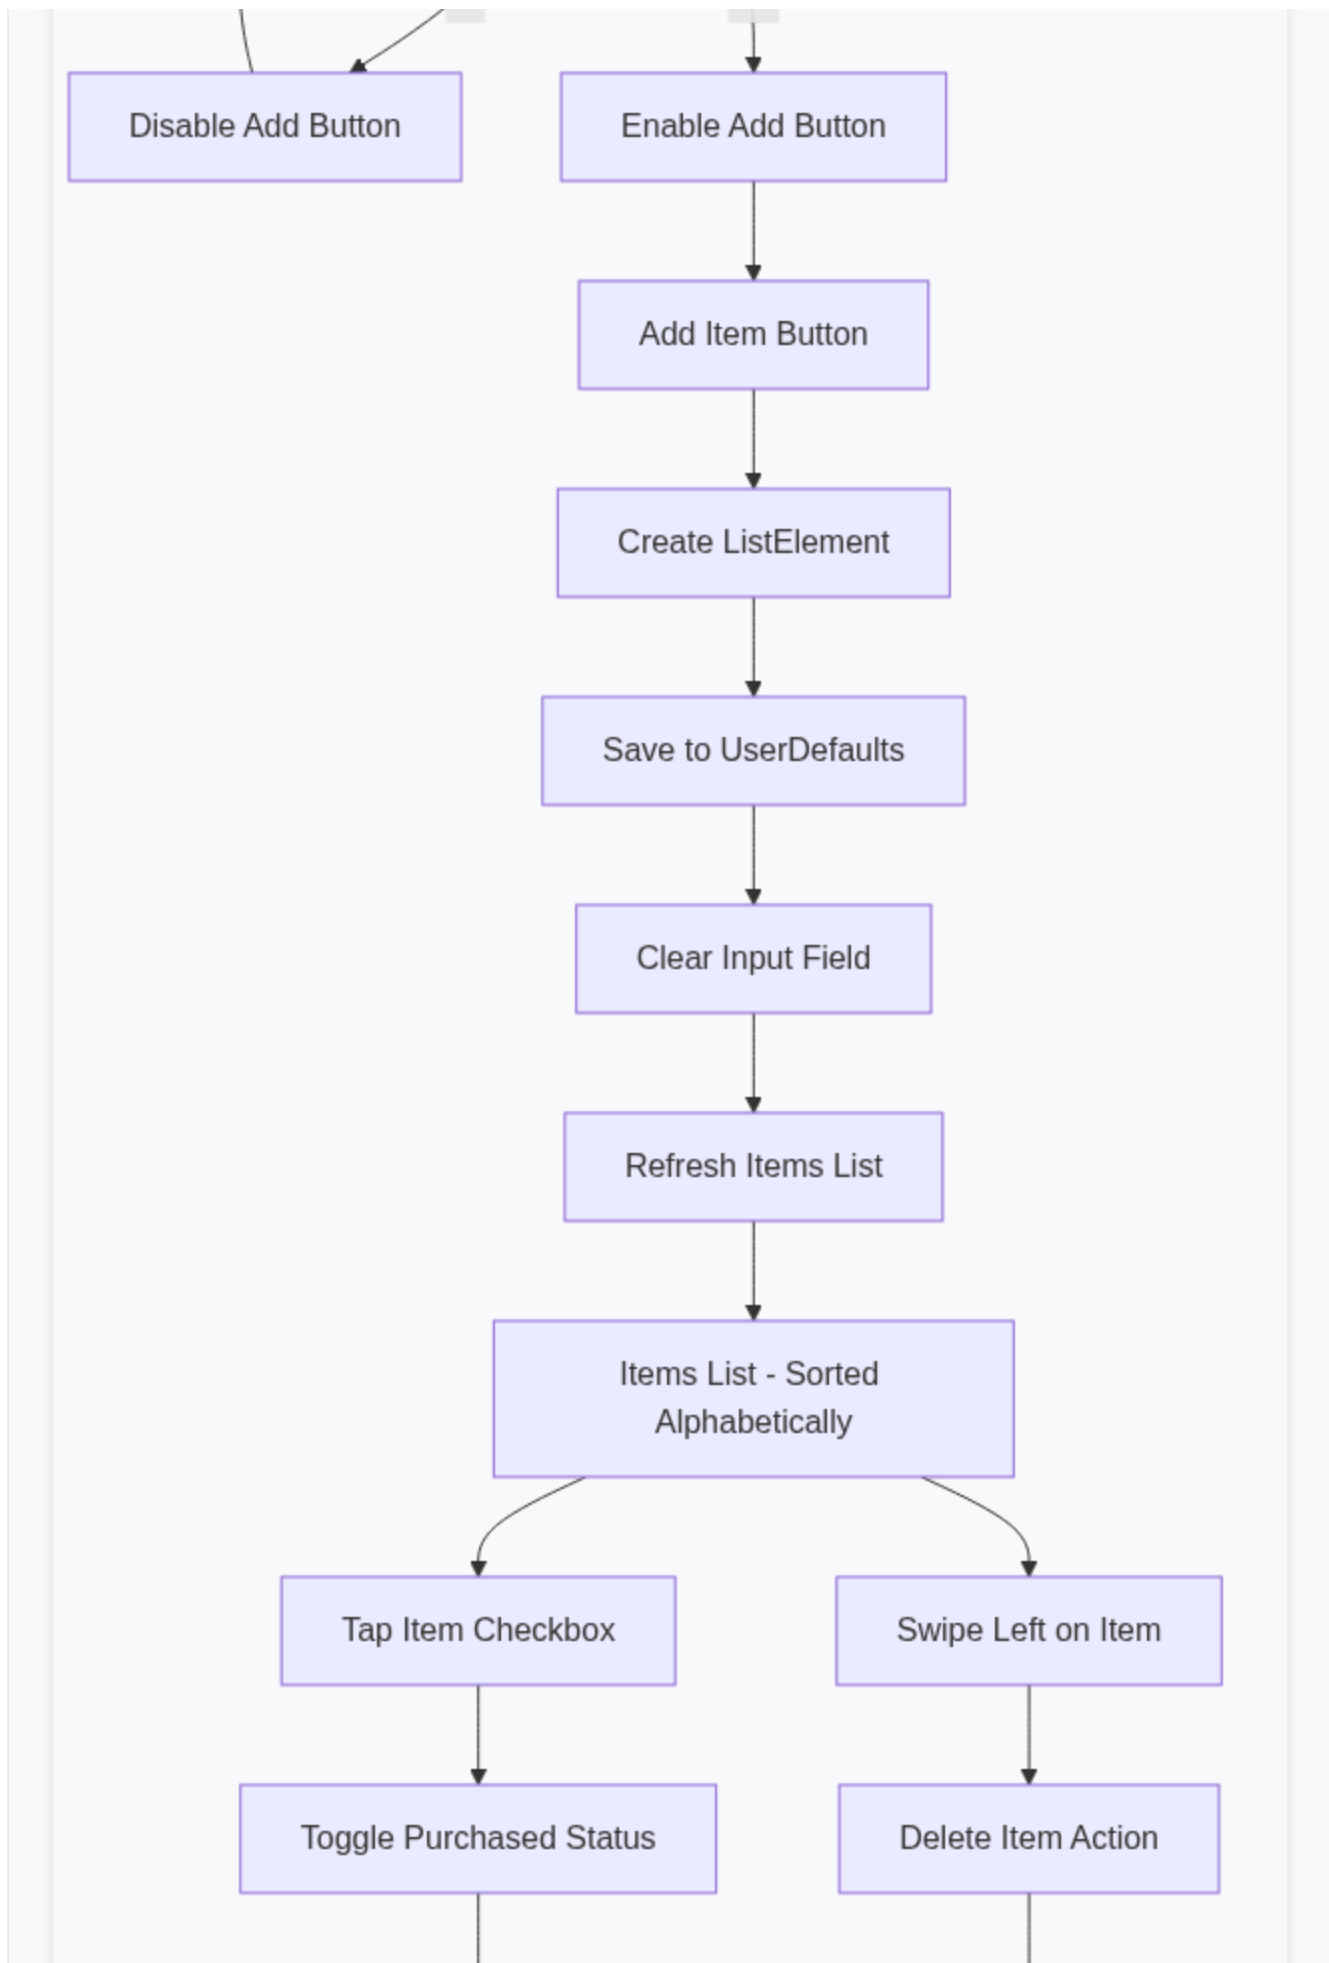 Disable Add Button
Enable Add Button
Add Item Button
Create ListElement
Save to UserDefaults
Clear Input Field
Refresh Items List
Items List - Sorted
Alphabetically
Tap Item Checkbox
Swipe Left on Item
Toggle Purchased Status
Delete Item Action